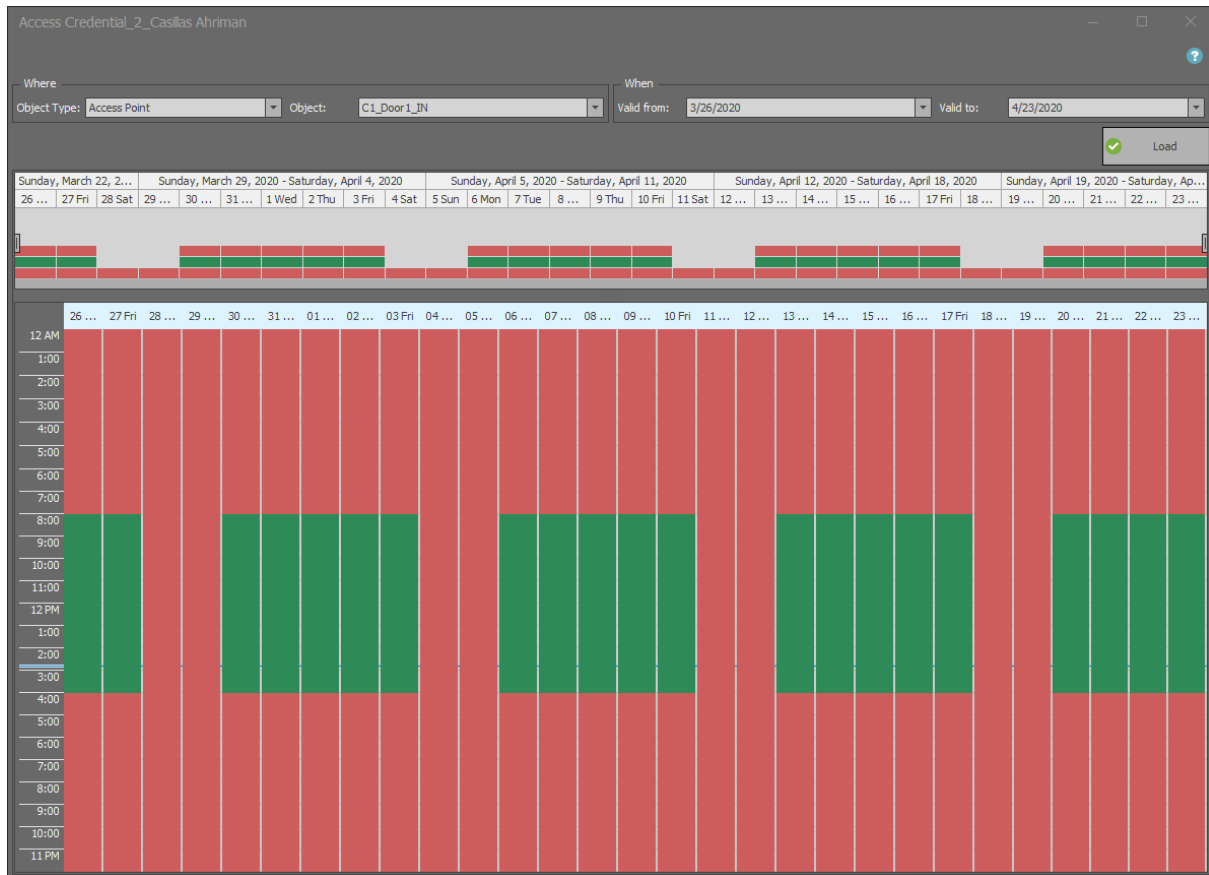 Access Credential_2_Casillas Ahriman
?
Where
When
Object Type: Access Point Object: C1_Door1_IN Valid from: 3/26/2020 Valid to: 4/23/2020
Load
Sunday, March 22, 2... Sunday, March 29, 2020 - Saturday, April 4, 2020 Sunday, April 5, 2020 - Saturday, April 11, 2020 Sunday, April 12, 2020 - Saturday, April 18, 2020 Sunday, April 19, 2020 - Saturday, Ap...
26 ... 27 Fri 28 Sat 29 ... 30 ... 31 ... 1 Wed 2 Thu 3 Fri 4 Sat 5 Sun 6 Mon 7 Tue 8 ... 9 Thu 10 Fri 11 Sat 12 ... 13 ... 14 ... 15 ... 16 ... 17 Fri 18 ... 19 ... 20 ... 21 ... 22 ... 23 ...
26 ... 27 Fri 28 ... 29 ... 30 ... 31 ... 01 ... 02 ... 03 Fri 04 ... 05 ... 06 ... 07 ... 08 ... 09 ... 10 Fri 11 ... 12 ... 13 ... 14 ... 15 ... 16 ... 17 Fri 18 ... 19 ... 20 ... 21 ... 22 ... 23 ...
12 AM
1:00
2:00
3:00
4:00
5:00
6:00
7:00
8:00
9:00
10:00
11:00
12 PM
1:00
2:00
3:00
4:00
5:00
6:00
7:00
8:00
9:00
10:00
11 PM